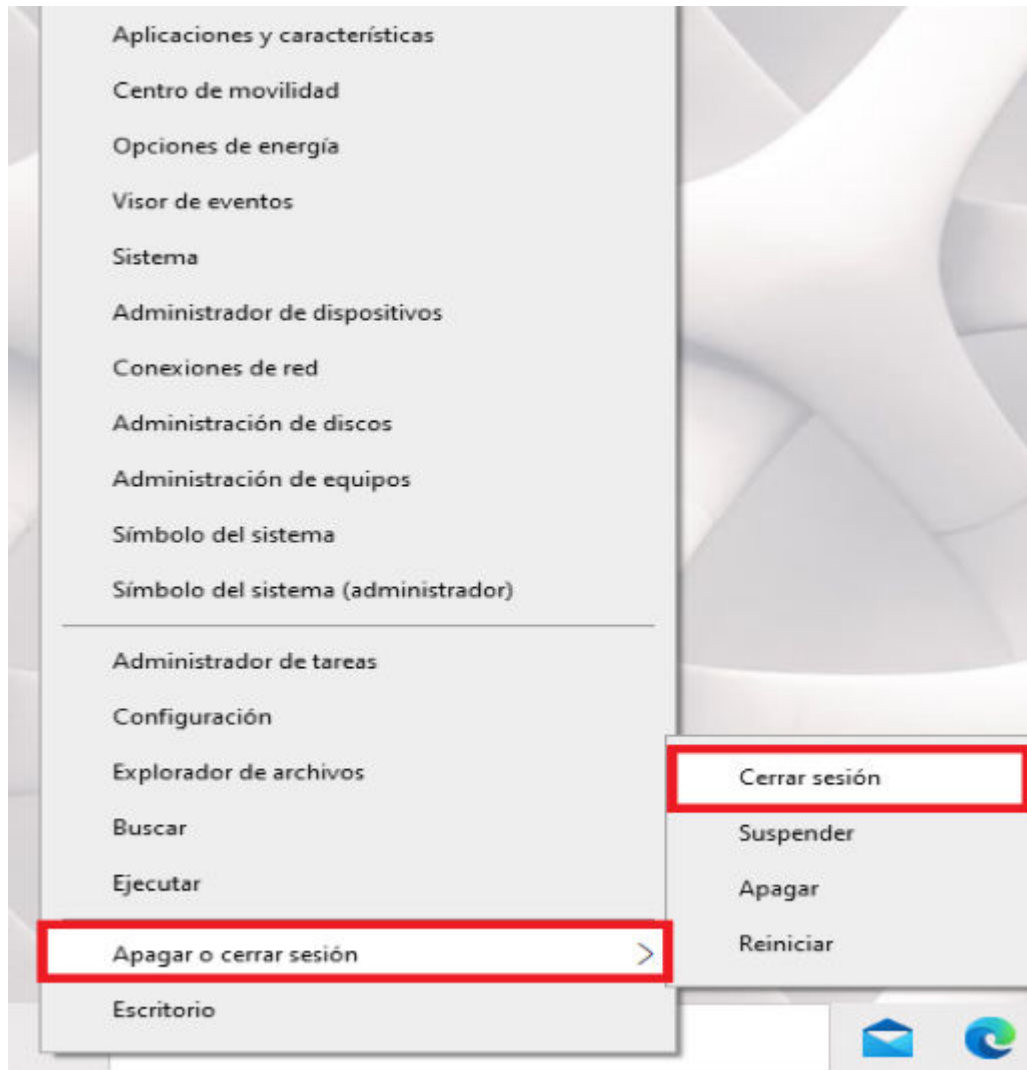 Aplicaciones y características
Centro de movilidad
Opciones de energía
Visor de eventos
Sistema
Administrador de dispositivos
Conexiones de red
Administración de discos
Administración de equipos
Símbolo del sistema
Símbolo del sistema (administrador)
Administrador de tareas
Configuración
Explorador de archivos
Buscar
Ejecutar
Apagar o cerrar sesión
Escritorio
Cerrar sesión
Suspender
Apagar
Reiniciar